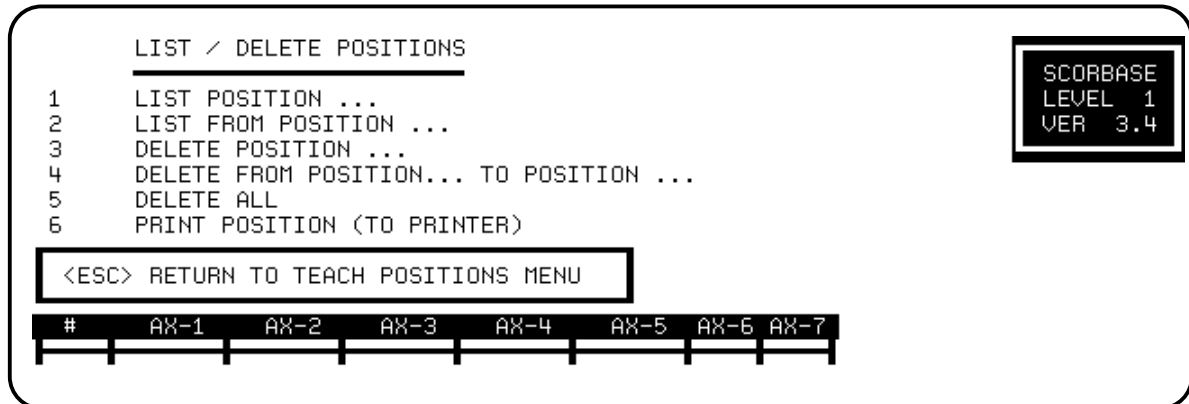 LIST / DELETE POSITIONS
SCORBASE
LEVEL 1
VER 3.4
1 LIST POSITION ...
2 LIST FROM POSITION ...
3 DELETE POSITION ...
4 DELETE FROM POSITION... TO POSITION ...
5 DELETE ALL
6 PRINT POSITION (TO PRINTER)
<ESC> RETURN TO TEACH POSITIONS MENU
# AX-1 AX-2 AX-3 AX-4 AX-5 AX-6 AX-7